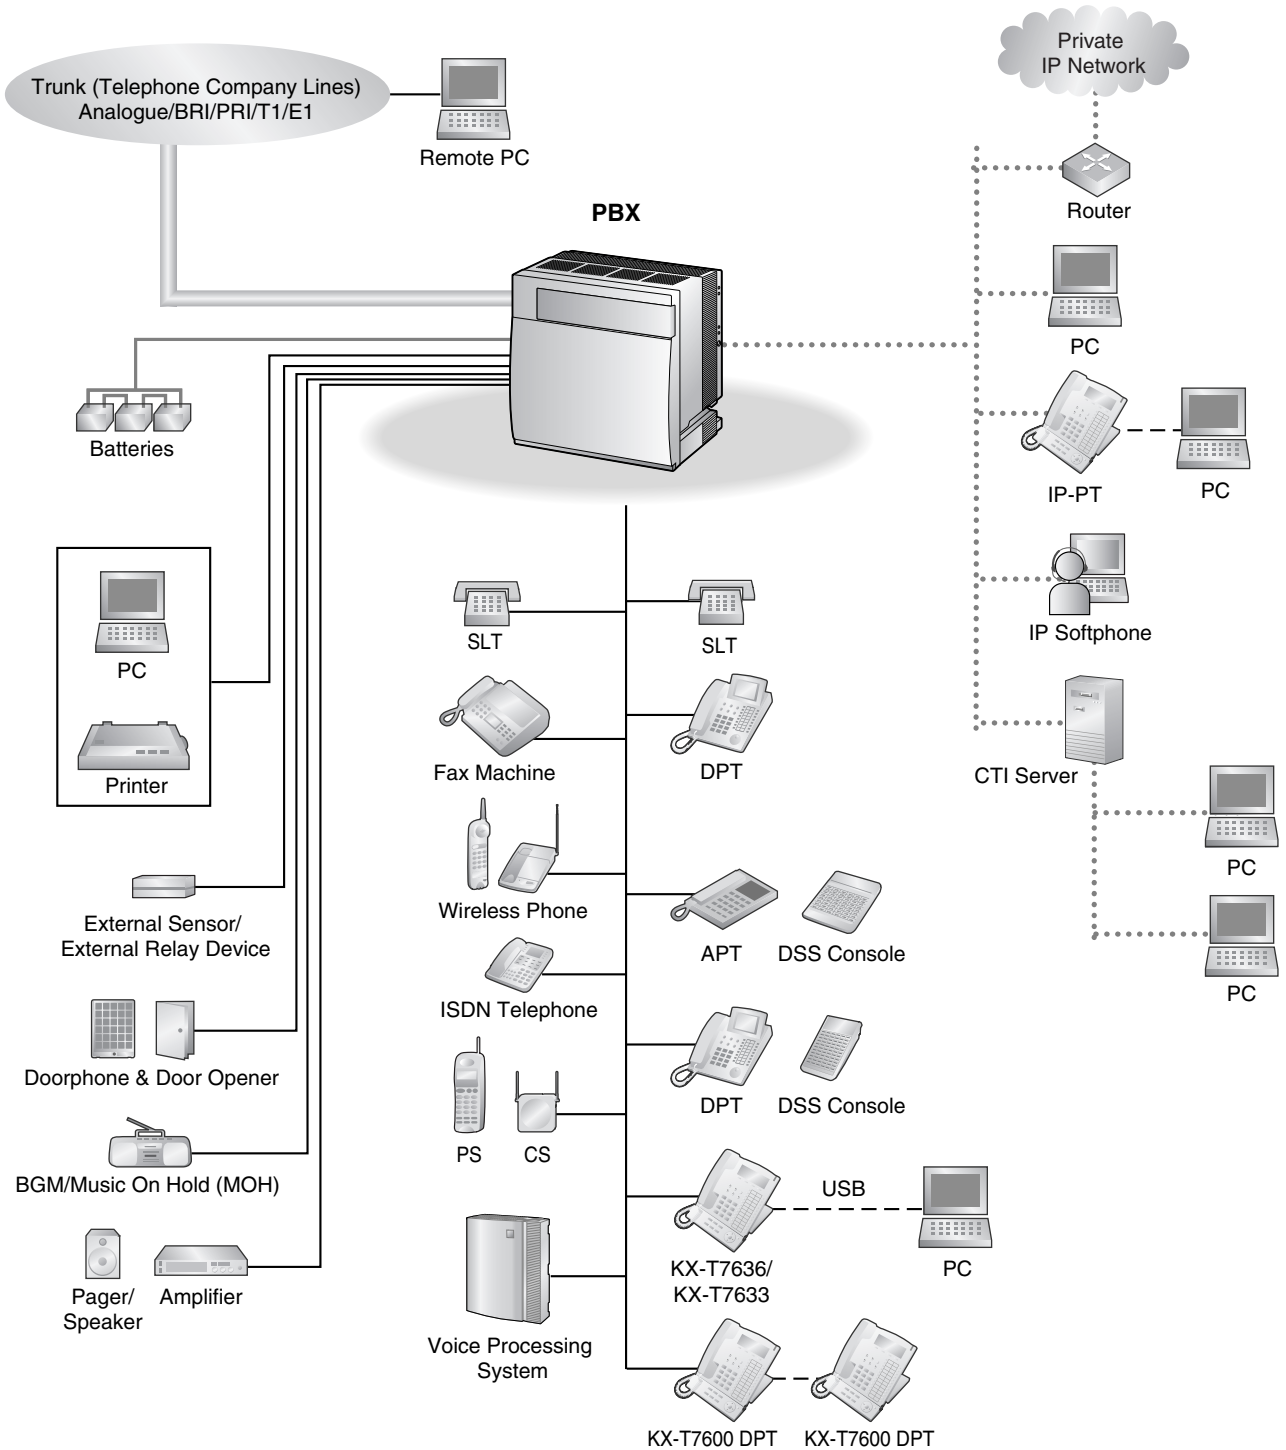 Private
IP Network
Trunk (Telephone Company Lines)
Analogue/BRI/PRI/T1/E1
Remote PC
Router
PBX
PC
Batteries
IP-PT
PC
PC
Printer
SLT
SLT
IP Softphone
Fax Machine
DPT
CTI Server
PC
External Sensor/
External Relay Device
Wireless Phone
APT
DSS Console
PC
ISDN Telephone
Doorphone & Door Opener
DPT
DSS Console
PS
CS
BGM/Music On Hold (MOH)
USB
KX-T7636/
KX-T7633
PC
Pager/
Speaker
Amplifier
Voice Processing
System
KX-T7600 DPT
KX-T7600 DPT